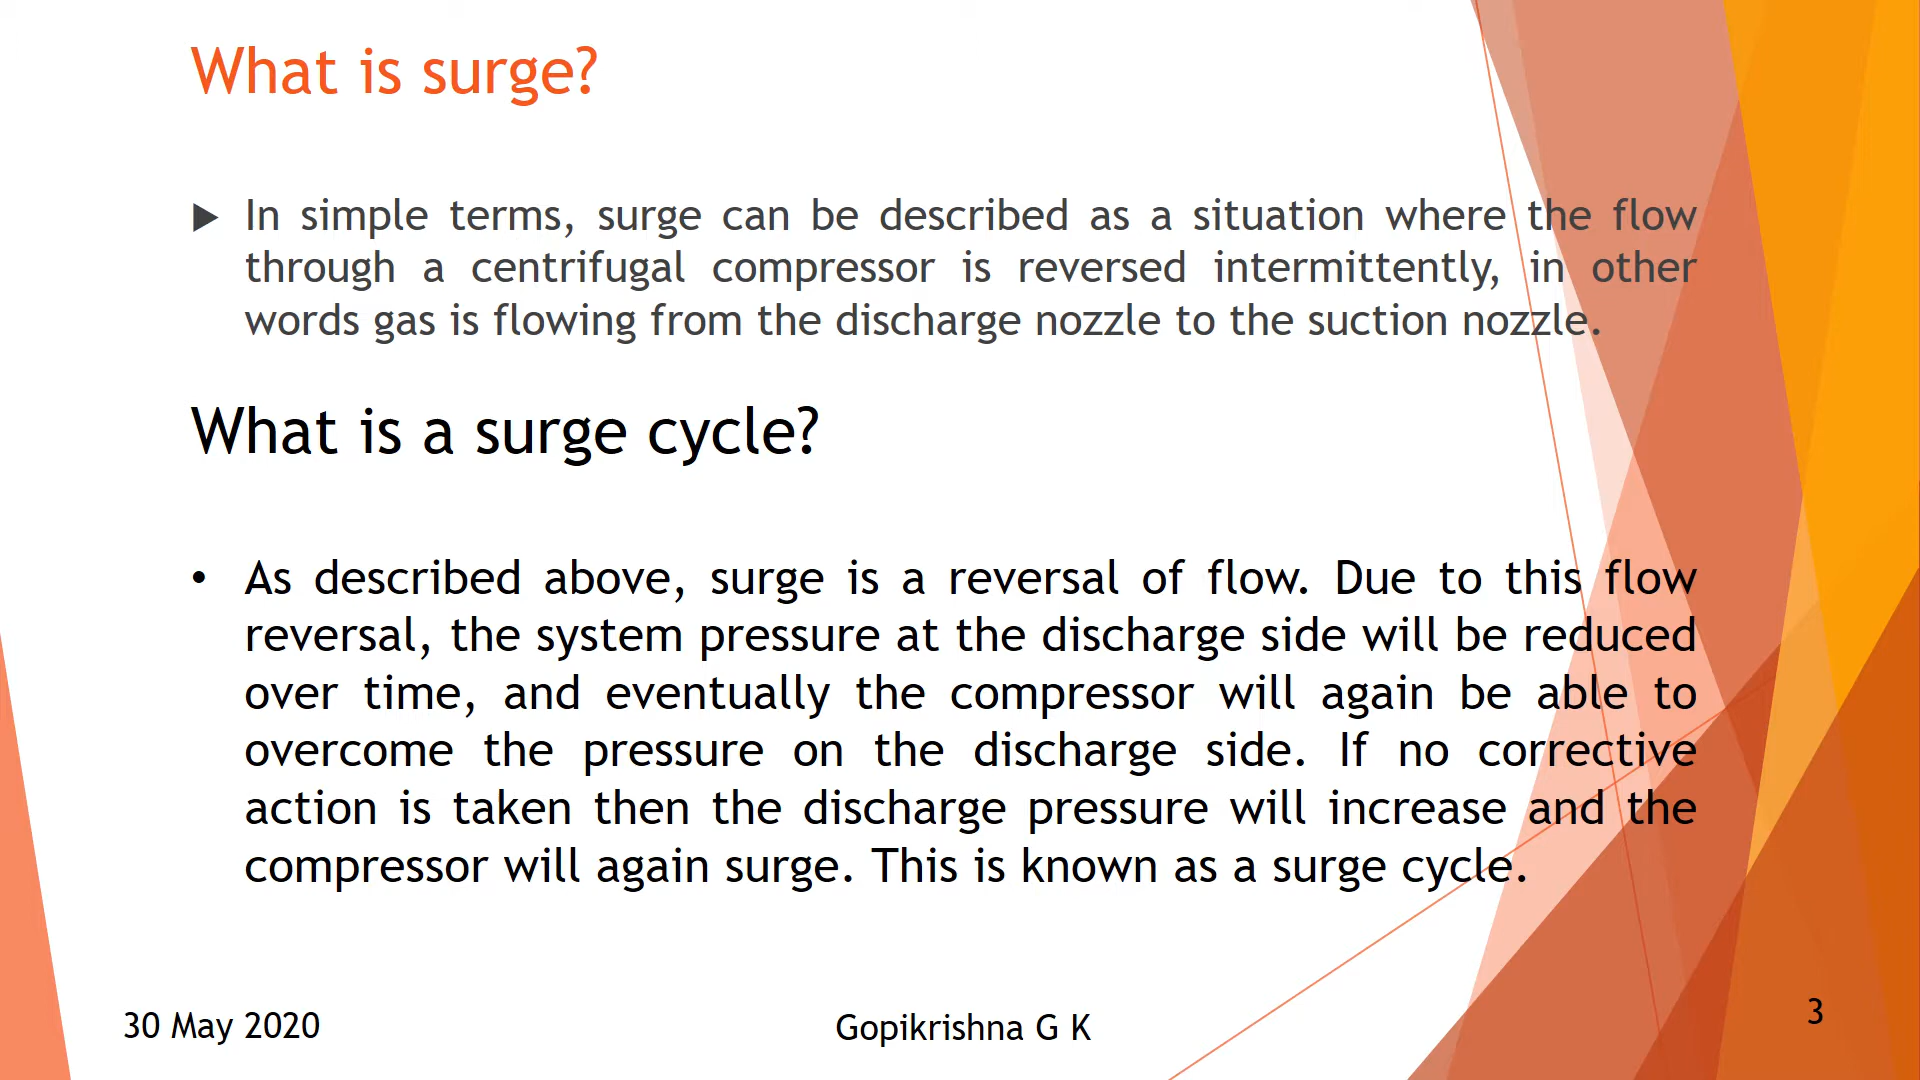 What is surge?
▶ In simple terms, surge can be described as a situation where the flow
through a centrifugal compressor is reversed intermittently, in other
words gas is flowing from the discharge nozzle to the suction nozzle.
What is a surge cycle?
• As described above, surge is a reversal of flow. Due to this flow
reversal, the system pressure at the discharge side will be reduced
over time, and eventually the compressor will again be able to
overcome the pressure on the discharge side. If no corrective
action is taken then the discharge pressure will increase and the
compressor will again surge. This is known as a surge cycle.
30 May 2020
Gopikrishna G K
3